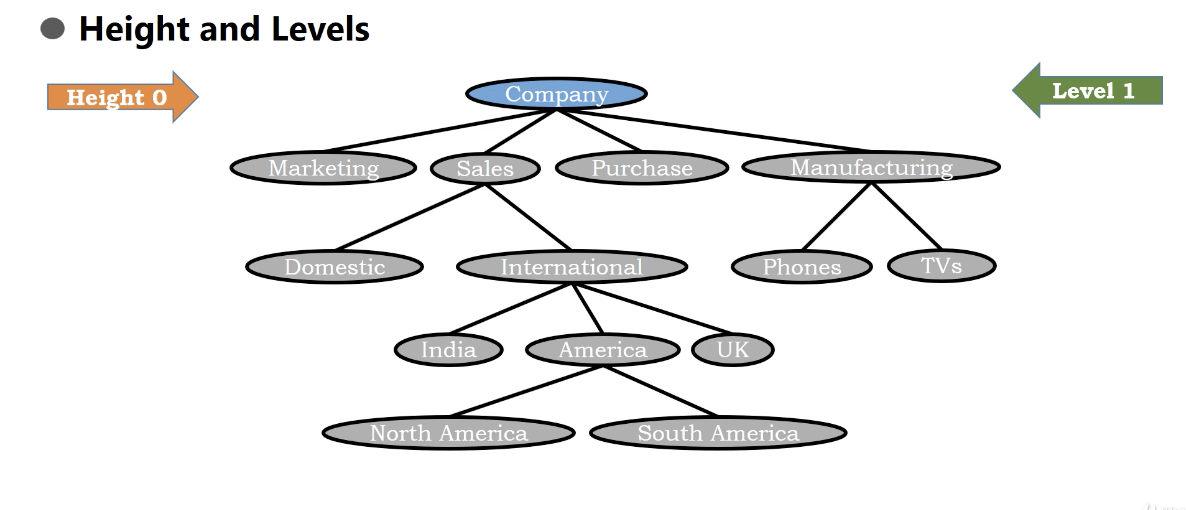 Height and Levels
Height 0
Company
Level 1
Marketing
Sales
Purchase
Manufacturing
Domestic
International
Phones
TVs
India
America
UK
North America
South America